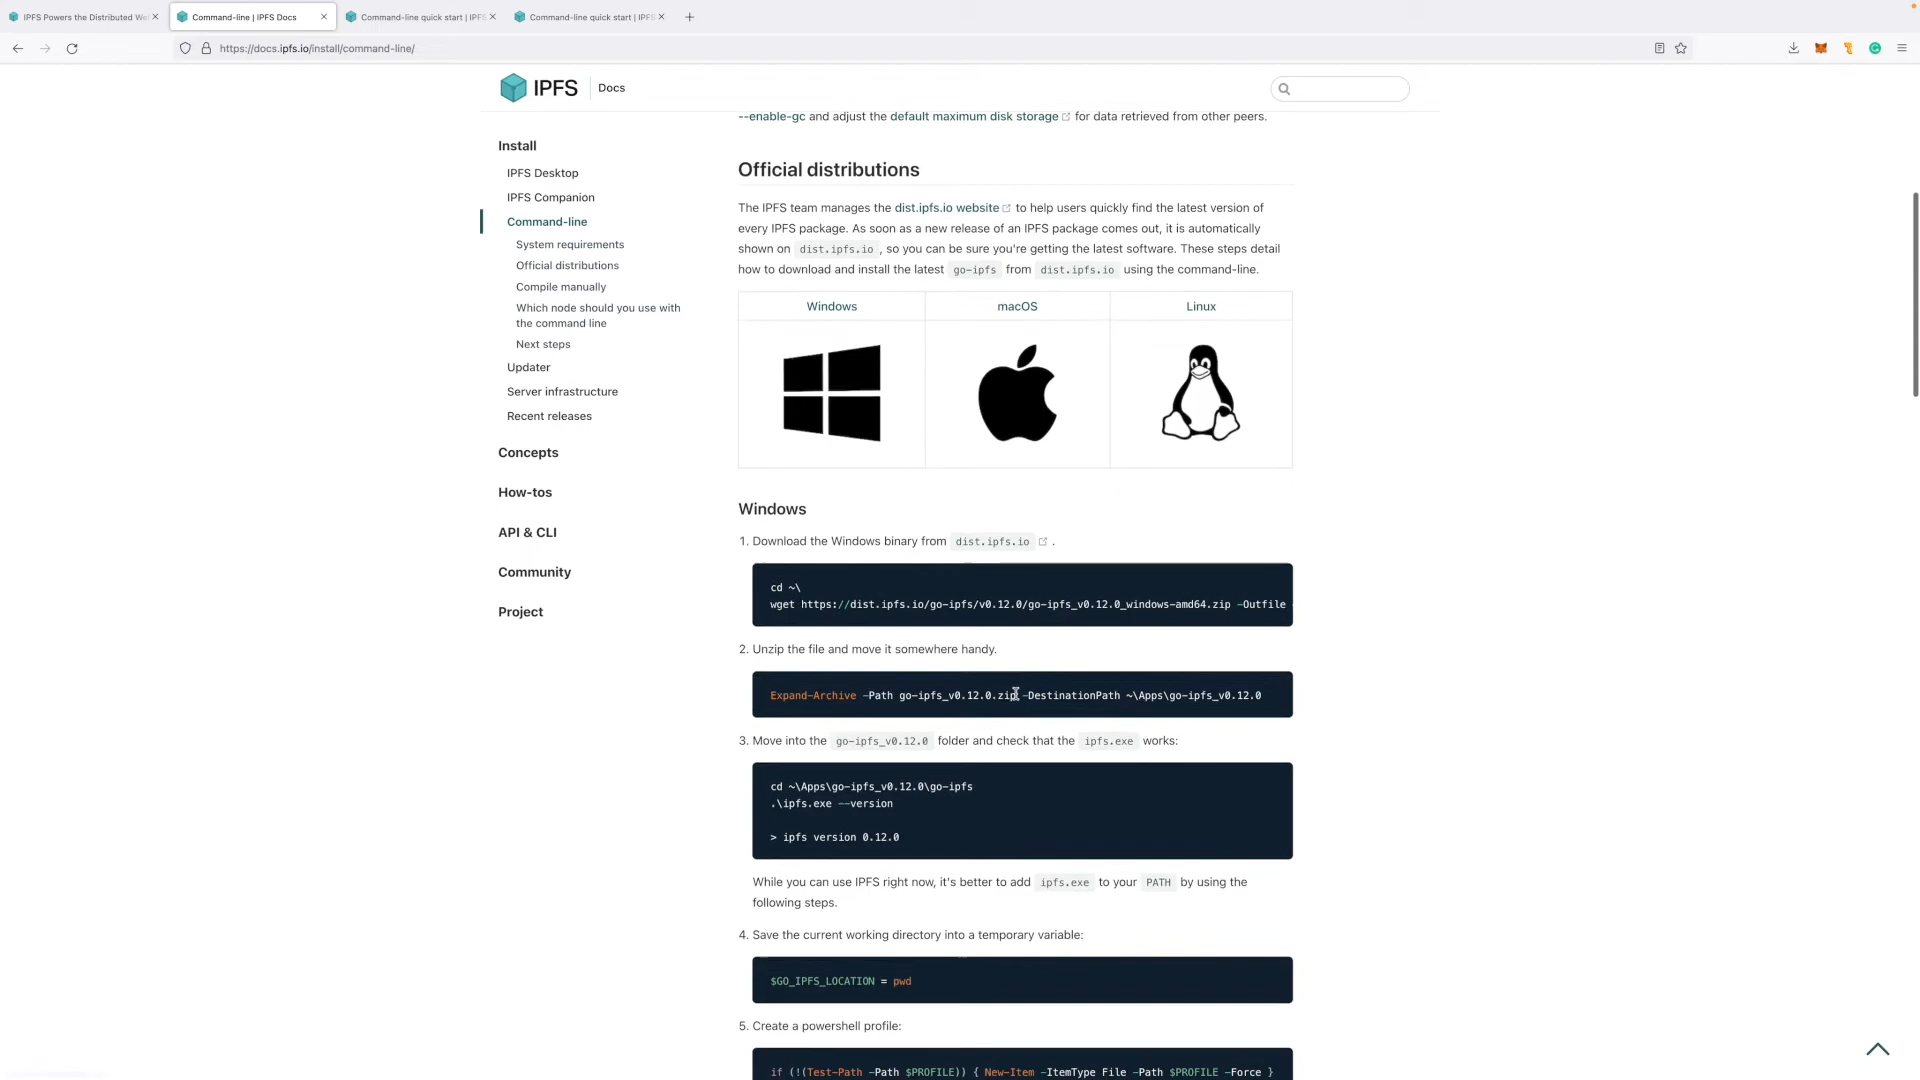 IPFS Powers the Distributed We
Command-line | IPFS Docs
Command-line quick start | IPFS
Command-line quick start | IPFS
https://docs.ipfs.io/install/command-line/
IPFS
Docs
Install
IPFS Desktop
IPFS Companion
Command-line
System requirements
Official distributions
Compile manually
Which node should you use with
the command line
Next steps
Updater
Server infrastructure
Recent releases
Concepts
How-tos
API & CLI
Community
Project
--enable-gc and adjust the default maximum disk storage for data retrieved from other peers.
Official distributions
The IPFS team manages the dist.ipfs.io website to help users quickly find the latest version of
every IPFS package. As soon as a new release of an IPFS package comes out, it is automatically
shown on dist.ipfs.io , so you can be sure you're getting the latest software. These steps detail
how to download and install the latest go-ipfs from dist.ipfs.io using the command-line.
Windows macOS Linux
Windows
1. Download the Windows binary from dist.ipfs.io .
cd ~\
wget https://dist.ipfs.io/go-ipfs/v0.12.0/go-ipfs_v0.12.0_windows-amd64.zip -Outfile
2. Unzip the file and move it somewhere handy.
Expand-Archive -Path go-ipfs_v0.12.0.zip -DestinationPath ~\Apps\go-ipfs_v0.12.0
3. Move into the go-ipfs_v0.12.0 folder and check that the ipfs.exe works:
cd ~\Apps\go-ipfs_v0.12.0\go-ipfs
.\ipfs.exe --version
> ipfs version 0.12.0
While you can use IPFS right now, it's better to add ipfs.exe to your PATH by using the
following steps.
4. Save the current working directory into a temporary variable:
$GO_IPFS_LOCATION = pwd
5. Create a powershell profile:
if (!(Test-Path -Path $PROFILE)) { New-Item -ItemType File -Path $PROFILE -Force }